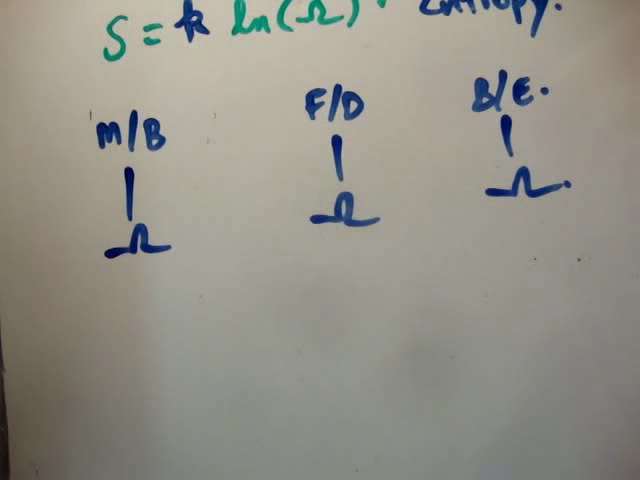 S = k ln(Ω) Entropy.
M/B F/D B/E.
Ω Ω Ω.